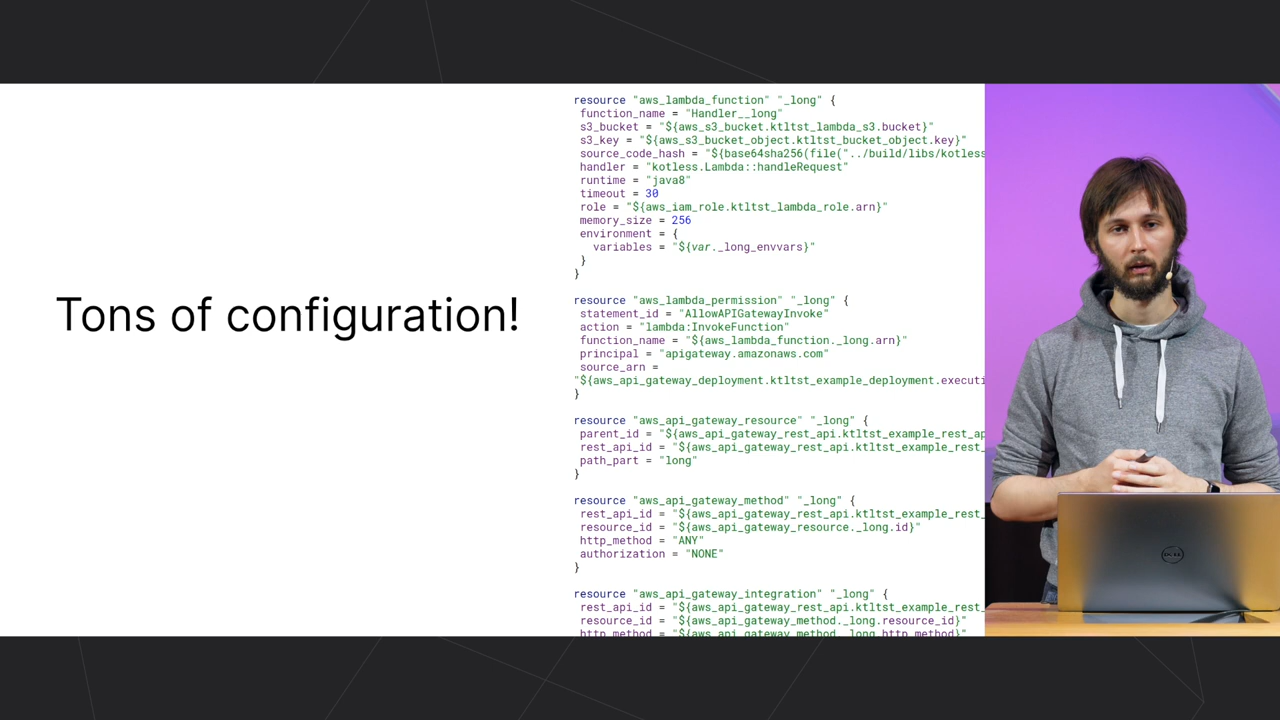 Tons of configuration!
resource "aws_lambda_function" "_long" {
function_name = "Handler__long"
s3_bucket = "${aws_s3_bucket.ktltst_lambda_s3.bucket}"
s3_key = "${aws_s3_bucket_object.ktltst_bucket_object.key}"
source_code_hash = "${base64sha256(file("../build/libs/kotless
handler = "kotless.Lambda::handleRequest"
runtime = "java8"
timeout = 30
role = "${aws_iam_role.ktltst_lambda_role.arn}"
memory_size = 256
environment = {
variables = "${var._long_envvars}"
}
}
resource "aws_lambda_permission" "_long" {
statement_id = "AllowAPIGatewayInvoke"
action = "lambda:InvokeFunction"
function_name = "${aws_lambda_function._long.arn}"
principal = "apigateway.amazonaws.com"
source_arn =
"${aws_api_gateway_deployment.ktltst_example_deployment.executi
}
resource "aws_api_gateway_resource" "_long" {
parent_id = "${aws_api_gateway_rest_api.ktltst_example_rest_ap
rest_api_id = "${aws_api_gateway_rest_api.ktltst_example_rest_
path_part = "long"
}
resource "aws_api_gateway_method" "_long" {
rest_api_id = "${aws_api_gateway_rest_api.ktltst_example_rest_
resource_id = "${aws_api_gateway_resource._long.id}"
http_method = "ANY"
authorization = "NONE"
}
resource "aws_api_gateway_integration" "_long" {
rest_api_id = "${aws_api_gateway_rest_api.ktltst_example_rest_
resource_id = "${aws_api_gateway_method._long.resource_id}"
http_method = "${aws_api_gateway_method._long.http_method}"
DELL